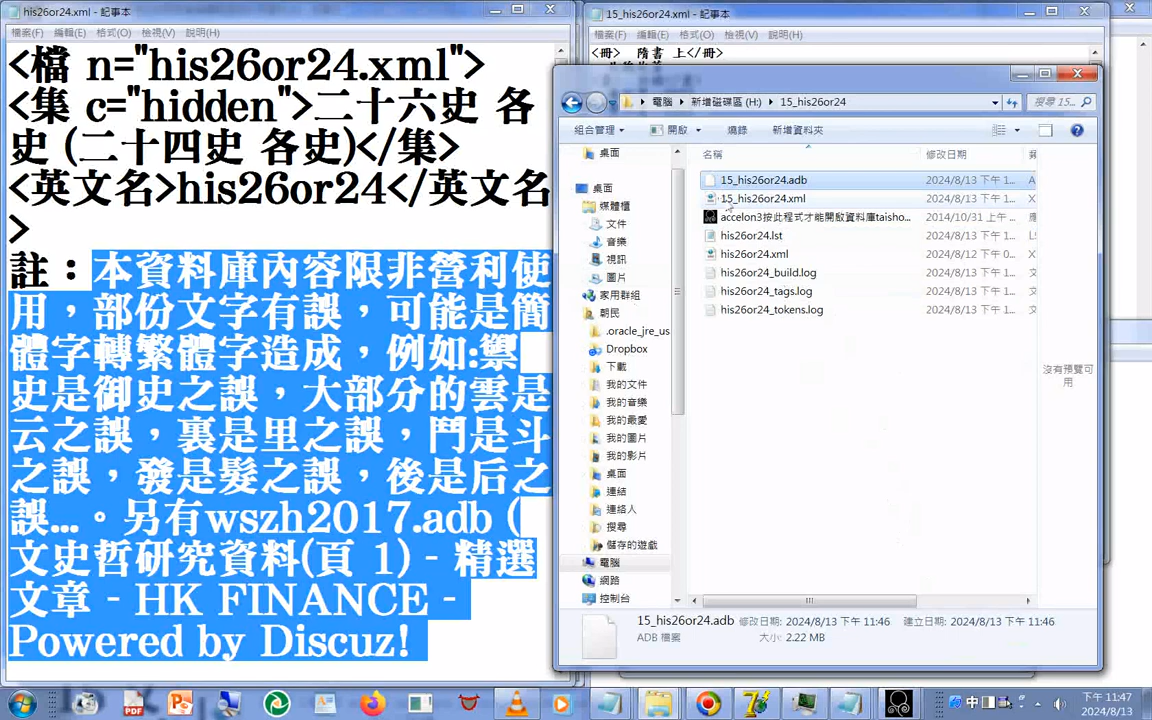 his26or24.xml - 記事本
檔案(F) 編輯(E) 格式(O) 檢視(V) 說明(H)
<檔 n="his26or24.xml">
<集 c="hidden">二十六史 各
史 (二十四史 各史)</集>
<英文名>his26or24</英文名
>
註：本資料庫內容限非營利使
用，部份文字有誤，可能是簡
體字轉繁體字造成，例如:禦
史是御史之誤，大部分的雲是
云之誤，裏是里之誤，鬥是斗
之誤，發是髮之誤，後是后之
誤...。另有wszh2017.adb (
文史哲研究資料(頁 1) - 精選
文章 - HK FINANCE -
Powered by Discuz!
15_his26or24.xml - 記事本
檔案(F) 編輯(E) 格式(O) 檢視(V) 說明(H)
<冊> 隋書 上</冊>
電腦 新增磁碟區 (H:) 15_his26or24
搜尋 15...
組合管理 開啟 燒錄 新增資料夾
桌面
桌面
媒體櫃
文件
音樂
視訊
圖片
家用群組
朝民
.oracle_jre_us
Dropbox
下載
我的文件
我的音樂
我的最愛
我的圖片
我的影片
桌面
連結
連絡人
搜尋
儲存的遊戲
電腦
網路
控制台
名稱 修改日期
15_his26or24.adb 2024/8/13 下午 1... A
15_his26or24.xml 2024/8/13 下午 1... X
accelon3按此程式才能開啟資料庫taisho... 2014/10/31 上午 ...
his26or24.lst 2024/8/13 下午 1... L
his26or24.xml 2024/8/12 下午 0... X
his26or24_build.log 2024/8/13 下午 1...
his26or24_tags.log 2024/8/13 下午 1...
his26or24_tokens.log 2024/8/13 下午 1...
沒有預覽可
用
15_his26or24.adb 修改日期: 2024/8/13 下午 11:46 建立日期: 2024/8/13 下午 11:46
ADB 檔案 大小: 2.22 MB
PDF
中
下午 11:47
2024/8/13